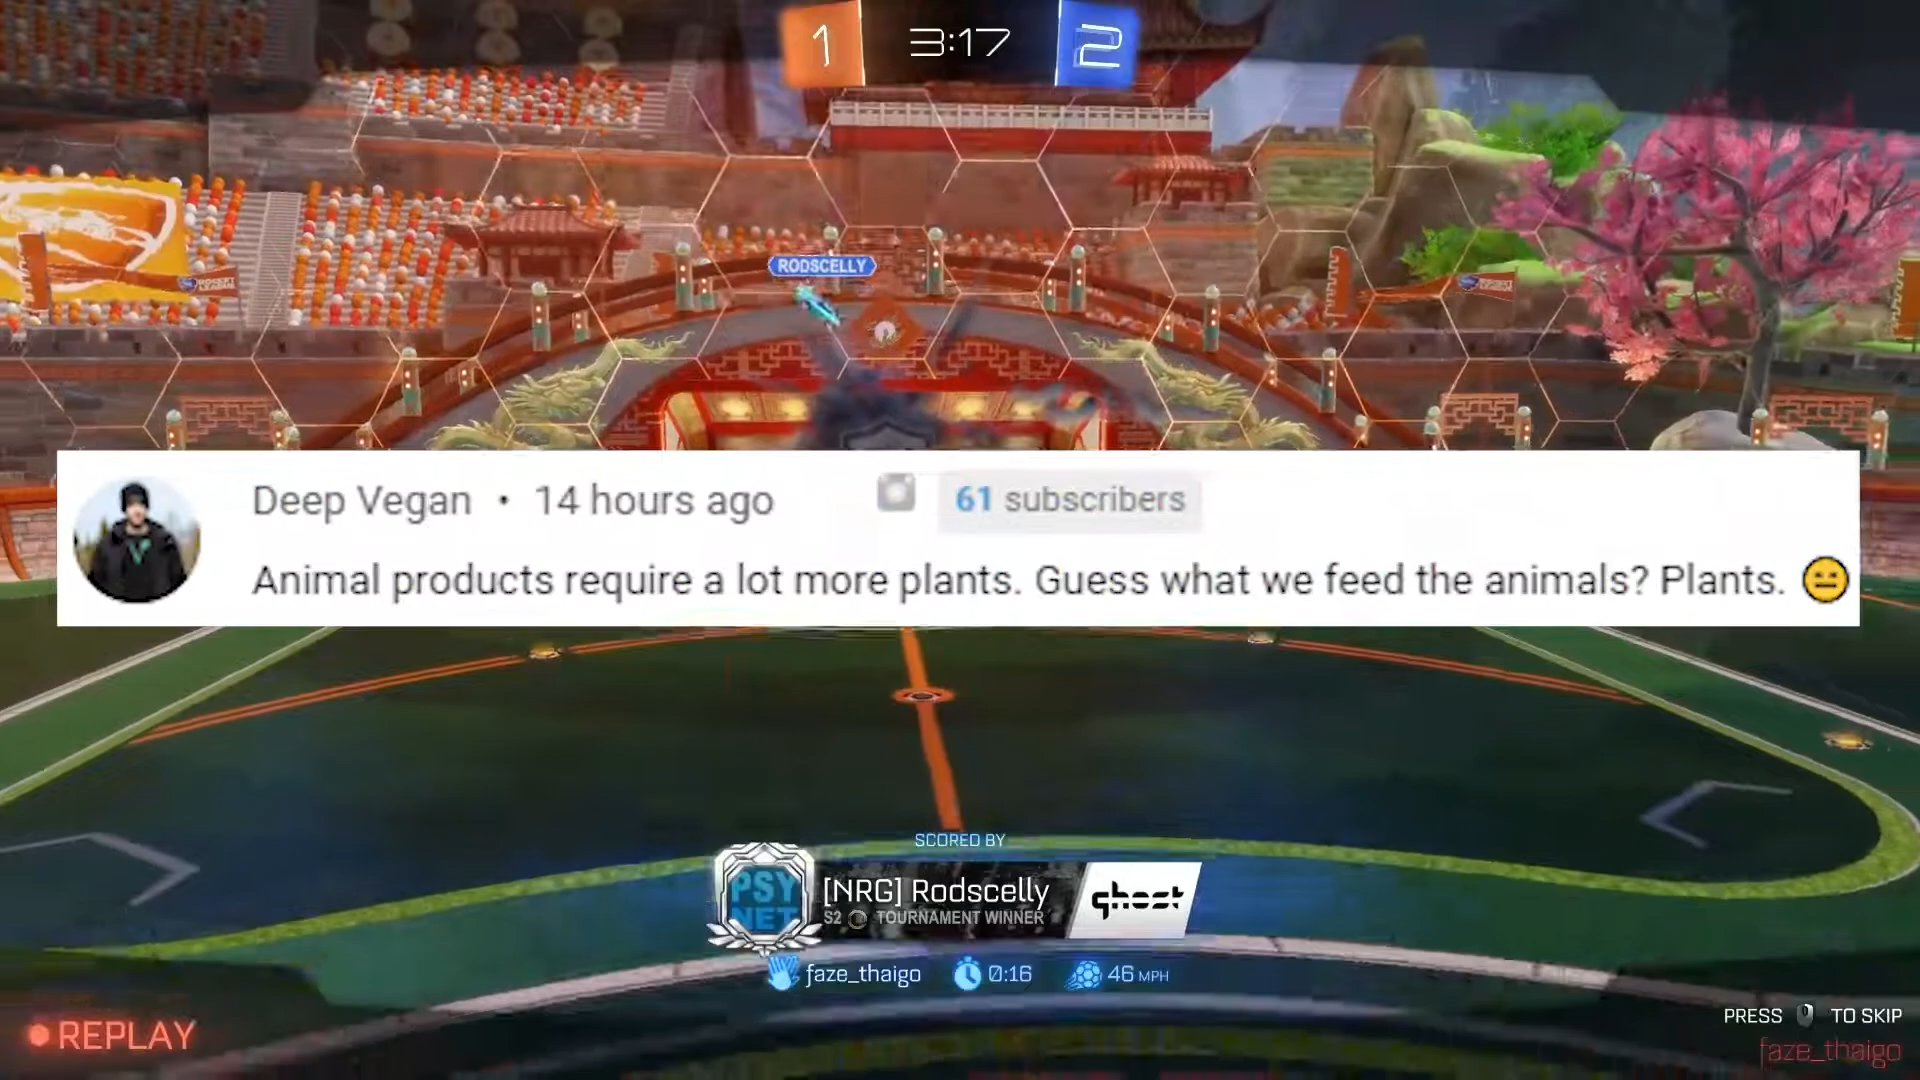 1 3:17 2
RODSCELLY
Deep Vegan • 14 hours ago 61 subscribers
Animal products require a lot more plants. Guess what we feed the animals? Plants. 😑
SCORED BY
PSY
NET
[NRG] Rodscelly
S2 TOURNAMENT WINNER
ghost
faze_thaigo 0:16 46 MPH
REPLAY
PRESS TO SKIP
faze_thaigo